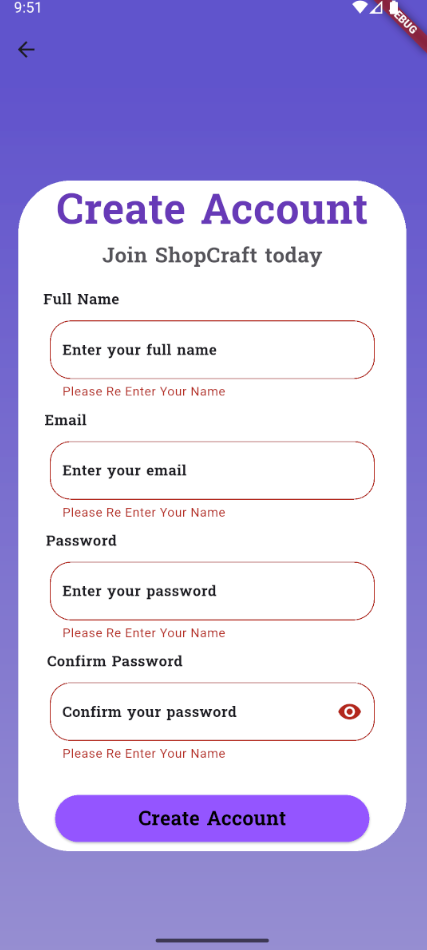 9:51
DEBUG
Create Account
Join ShopCraft today
Full Name
Enter your full name
Please Re Enter Your Name
Email
Enter your email
Please Re Enter Your Name
Password
Enter your password
Please Re Enter Your Name
Confirm Password
Confirm your password
Please Re Enter Your Name
Create Account